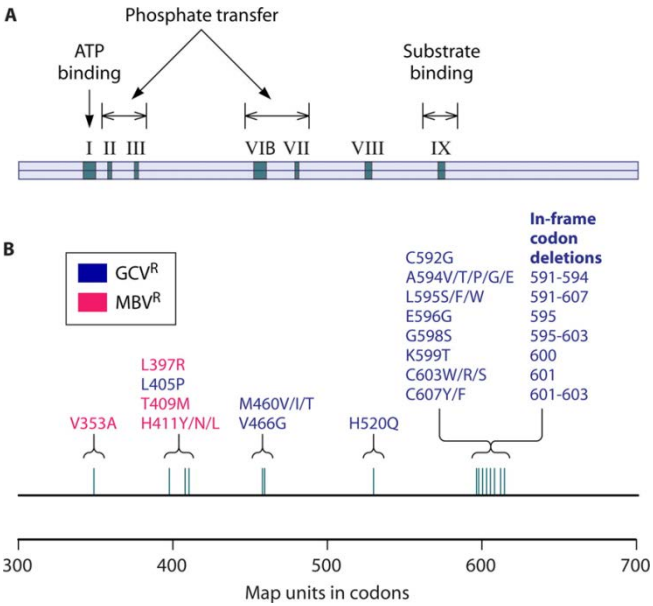 A
Phosphate transfer
ATP
binding
Substrate
binding
I II III VIB VII VIII IX
B
GCVᴿ
MBVᴿ
In-frame
codon
deletions
C592G
A594V/T/P/G/E 591-594
L595S/F/W 591-607
E596G 595
G598S 595-603
K599T 600
C603W/R/S 601
C607Y/F 601-603
L397R
L405P
T409M
H411Y/N/L
V353A
M460V/I/T
V466G
H520Q
300 400 500 600 700
Map units in codons